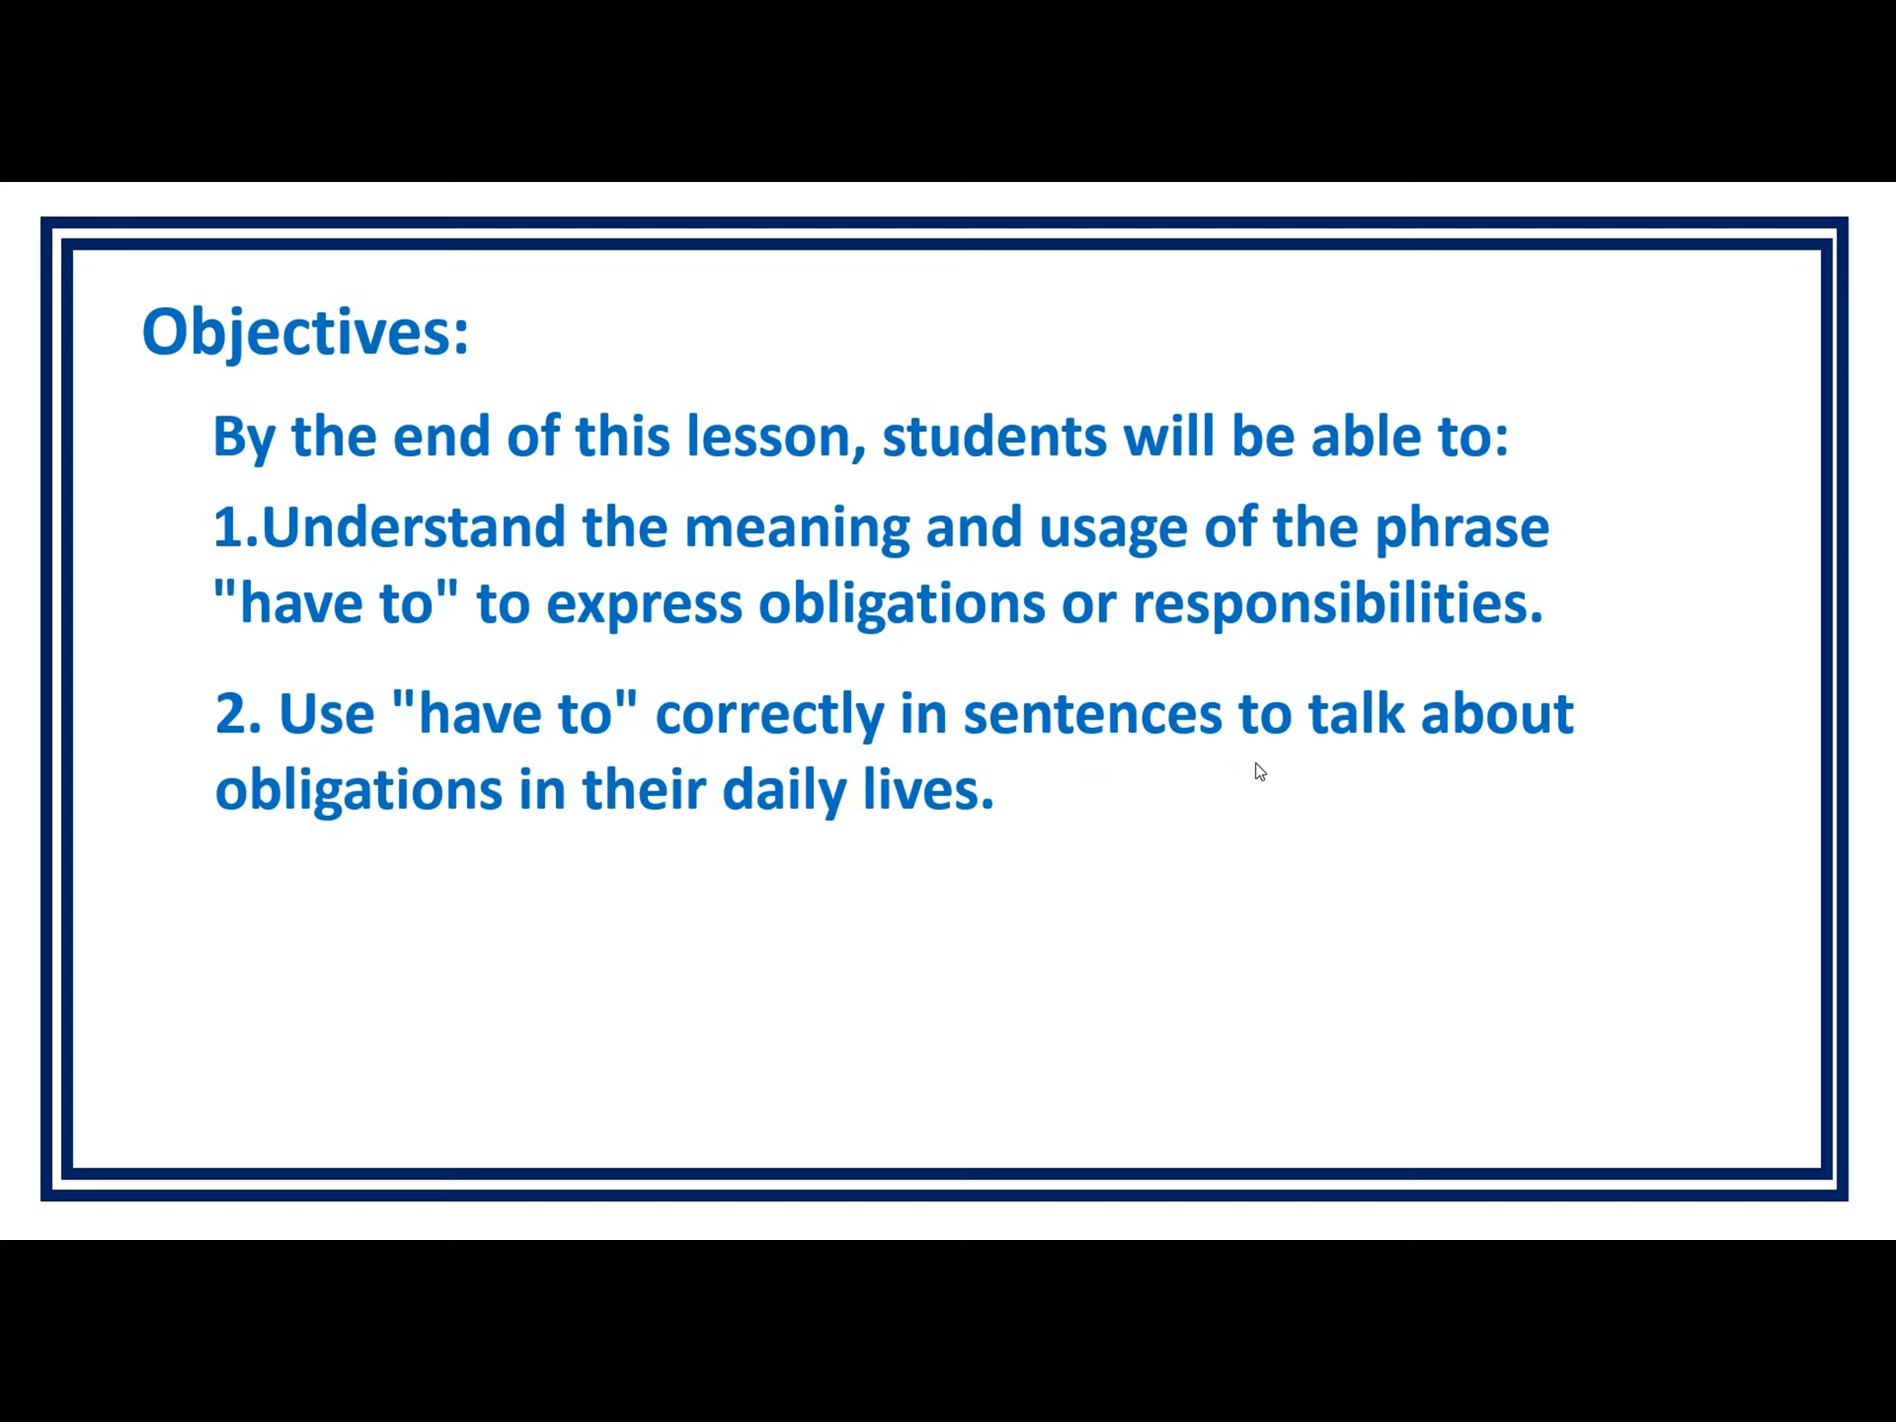 Objectives:
By the end of this lesson, students will be able to:
1.Understand the meaning and usage of the phrase
"have to" to express obligations or responsibilities.
2. Use "have to" correctly in sentences to talk about
obligations in their daily lives.